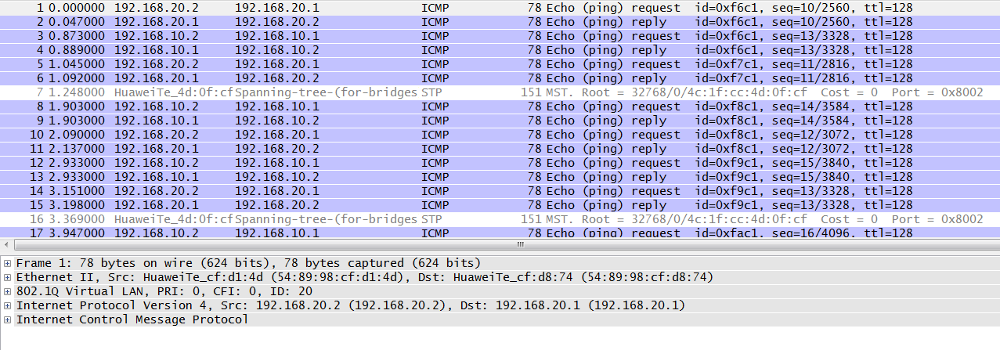 1 0.000000 192.168.20.2 192.168.20.1 ICMP 78 Echo (ping) request id=0xf6c1, seq=10/2560, ttl=128
2 0.047000 192.168.20.1 192.168.20.2 ICMP 78 Echo (ping) reply id=0xf6c1, seq=10/2560, ttl=128
3 0.873000 192.168.10.2 192.168.10.1 ICMP 78 Echo (ping) request id=0xf6c1, seq=13/3328, ttl=128
4 0.889000 192.168.10.1 192.168.10.2 ICMP 78 Echo (ping) reply id=0xf6c1, seq=13/3328, ttl=128
5 1.045000 192.168.20.2 192.168.20.1 ICMP 78 Echo (ping) request id=0xf7c1, seq=11/2816, ttl=128
6 1.092000 192.168.20.1 192.168.20.2 ICMP 78 Echo (ping) reply id=0xf7c1, seq=11/2816, ttl=128
7 1.248000 HuaweiTe_4d:0f:cf Spanning-tree-(for-bridges STP 151 MST. Root = 32768/0/4c:1f:cc:4d:0f:cf Cost = 0 Port = 0x8002
8 1.903000 192.168.10.2 192.168.10.1 ICMP 78 Echo (ping) request id=0xf8c1, seq=14/3584, ttl=128
9 1.903000 192.168.10.1 192.168.10.2 ICMP 78 Echo (ping) reply id=0xf8c1, seq=14/3584, ttl=128
10 2.090000 192.168.20.2 192.168.20.1 ICMP 78 Echo (ping) request id=0xf8c1, seq=12/3072, ttl=128
11 2.137000 192.168.20.1 192.168.20.2 ICMP 78 Echo (ping) reply id=0xf8c1, seq=12/3072, ttl=128
12 2.933000 192.168.10.2 192.168.10.1 ICMP 78 Echo (ping) request id=0xf9c1, seq=15/3840, ttl=128
13 2.933000 192.168.10.1 192.168.10.2 ICMP 78 Echo (ping) reply id=0xf9c1, seq=15/3840, ttl=128
14 3.151000 192.168.20.2 192.168.20.1 ICMP 78 Echo (ping) request id=0xf9c1, seq=13/3328, ttl=128
15 3.198000 192.168.20.1 192.168.20.2 ICMP 78 Echo (ping) reply id=0xf9c1, seq=13/3328, ttl=128
16 3.369000 HuaweiTe_4d:0f:cf Spanning-tree-(for-bridges STP 151 MST. Root = 32768/0/4c:1f:cc:4d:0f:cf Cost = 0 Port = 0x8002
17 3.947000 192.168.10.2 192.168.10.1 ICMP 78 Echo (ping) request id=0xfac1, seq=16/4096, ttl=128
Frame 1: 78 bytes on wire (624 bits), 78 bytes captured (624 bits)
Ethernet II, Src: HuaweiTe_cf:d1:4d (54:89:98:cf:d1:4d), Dst: HuaweiTe_cf:d8:74 (54:89:98:cf:d8:74)
802.1Q Virtual LAN, PRI: 0, CFI: 0, ID: 20
Internet Protocol Version 4, Src: 192.168.20.2 (192.168.20.2), Dst: 192.168.20.1 (192.168.20.1)
Internet Control Message Protocol